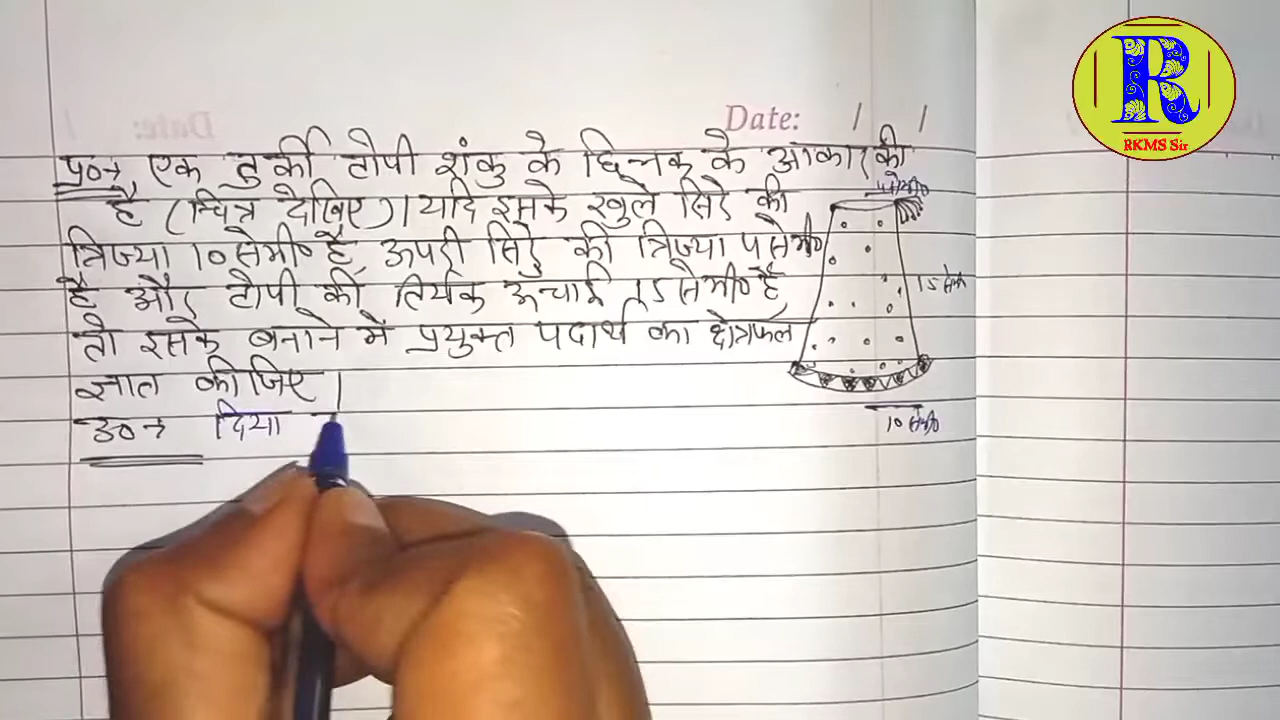 Date: / /
R
RKMS Sir
प्र०→ एक तुर्की टोपी शंकु के छिन्नक के आकार की
है (चित्र देखिए)। यदि इसके खुले सिरे की
त्रिज्या 10 सेमी० है, ऊपरी सिरे की त्रिज्या 4 सेमी०
है और टोपी की तिर्यक ऊँचाई 15 सेमी० है
तो इसके बनाने में प्रयुक्त पदार्थ का क्षेत्रफल
ज्ञात कीजिए।
उ०→ दिया
4 सेमी०
15 सेमी
10 सेमी०